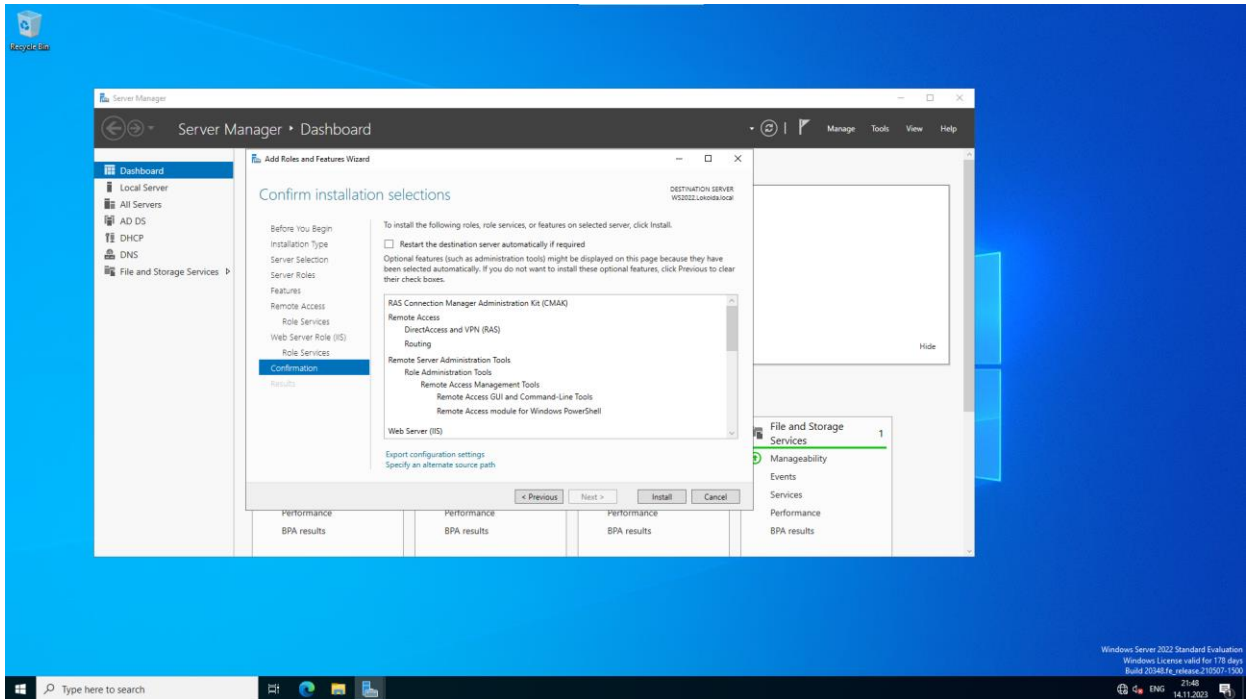 Recycle Bin
Server Manager
Server Manager • Dashboard
Manage Tools View Help
Dashboard
Local Server
All Servers
AD DS
DHCP
DNS
File and Storage Services
Add Roles and Features Wizard
Confirm installation selections
DESTINATION SERVER
WS2022.Lokoida.local
Before You Begin
Installation Type
Server Selection
Server Roles
Features
Remote Access
Role Services
Web Server Role (IIS)
Role Services
Confirmation
Results
To install the following roles, role services, or features on selected server, click Install.
Restart the destination server automatically if required
Optional features (such as administration tools) might be displayed on this page because they have
been selected automatically. If you do not want to install these optional features, click Previous to clear
their check boxes.
RAS Connection Manager Administration Kit (CMAK)
Remote Access
DirectAccess and VPN (RAS)
Routing
Remote Server Administration Tools
Role Administration Tools
Remote Access Management Tools
Remote Access GUI and Command-Line Tools
Remote Access module for Windows PowerShell
Web Server (IIS)
Export configuration settings
Specify an alternate source path
< Previous Next > Install Cancel
Hide
File and Storage
Services 1
Manageability
Events
Services
Performance
BPA results
Performance
BPA results
Performance
BPA results
Performance
BPA results
Windows Server 2022 Standard Evaluation
Windows License valid for 178 days
Build 20348.fe_release.210507-1500
Type here to search
ENG
21:48
14.11.2023